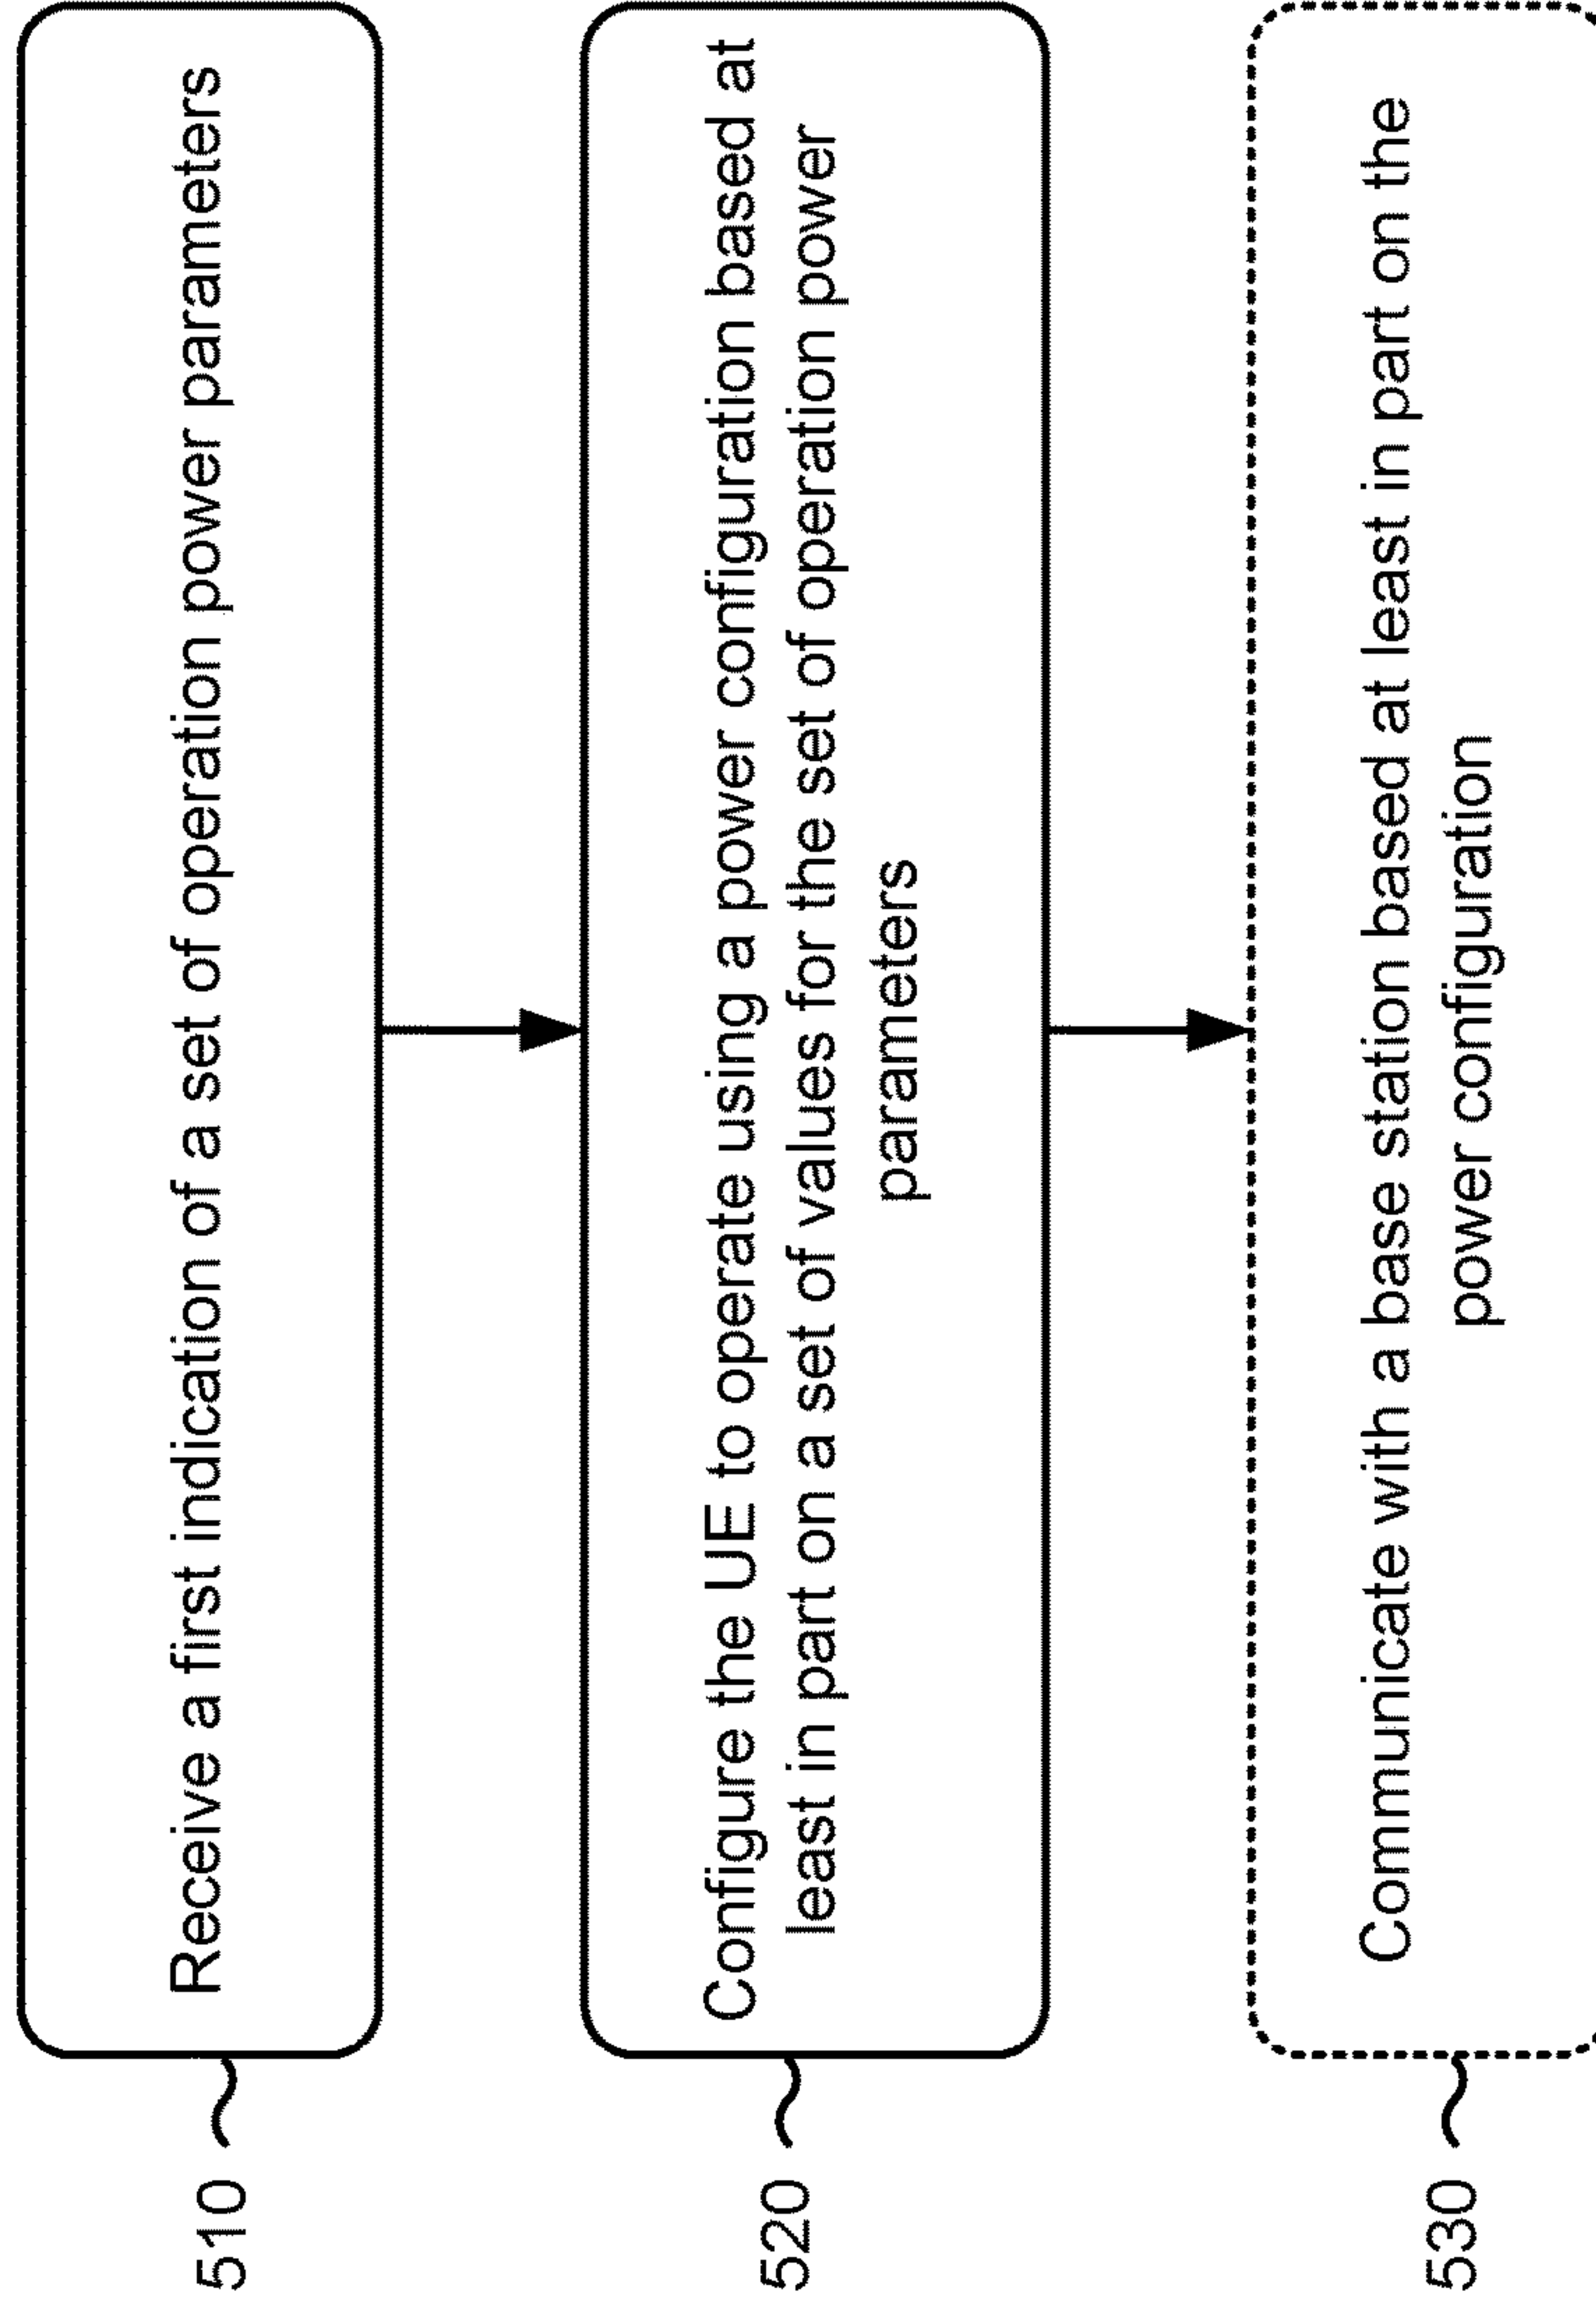 510
Receive a first indication of a set of operation power parameters
520
Configure the UE to operate using a power configuration based at
least in part on a set of values for the set of operation power
parameters
530
Communicate with a base station based at least in part on the
power configuration